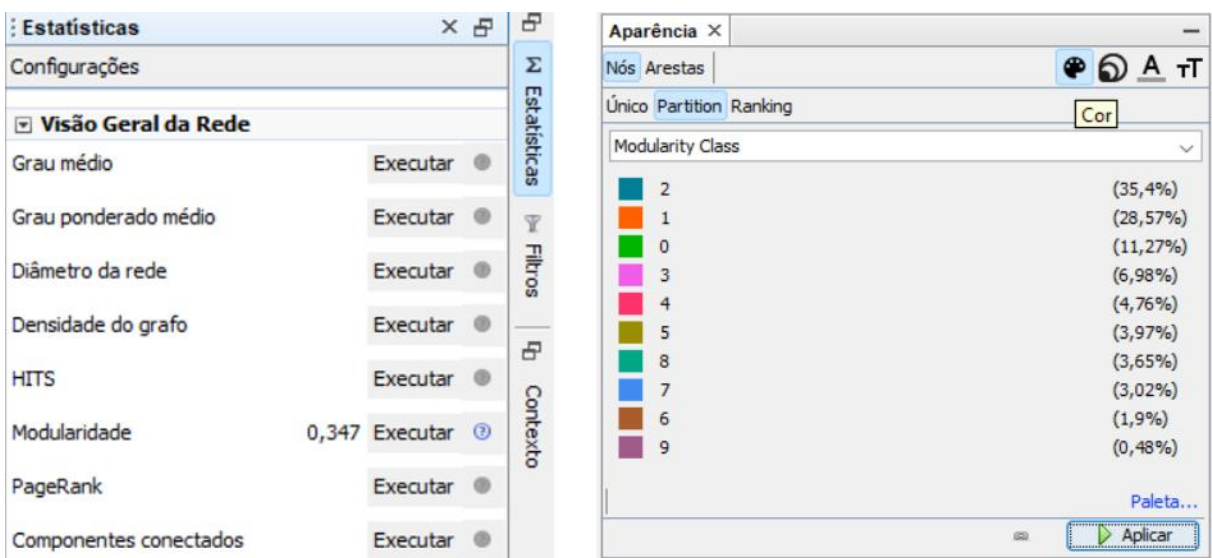 Estatísticas
Configurações
Visão Geral da Rede
Grau médio Executar
Grau ponderado médio Executar
Diâmetro da rede Executar
Densidade do grafo Executar
HITS Executar
Modularidade 0,347 Executar
PageRank Executar
Componentes conectados Executar
Σ Estatísticas
Filtros
Contexto
Aparência
Nós Arestas
Único Partition Ranking
Cor
Modularity Class
2 (35,4%)
1 (28,57%)
0 (11,27%)
3 (6,98%)
4 (4,76%)
5 (3,97%)
8 (3,65%)
7 (3,02%)
6 (1,9%)
9 (0,48%)
Paleta...
Aplicar